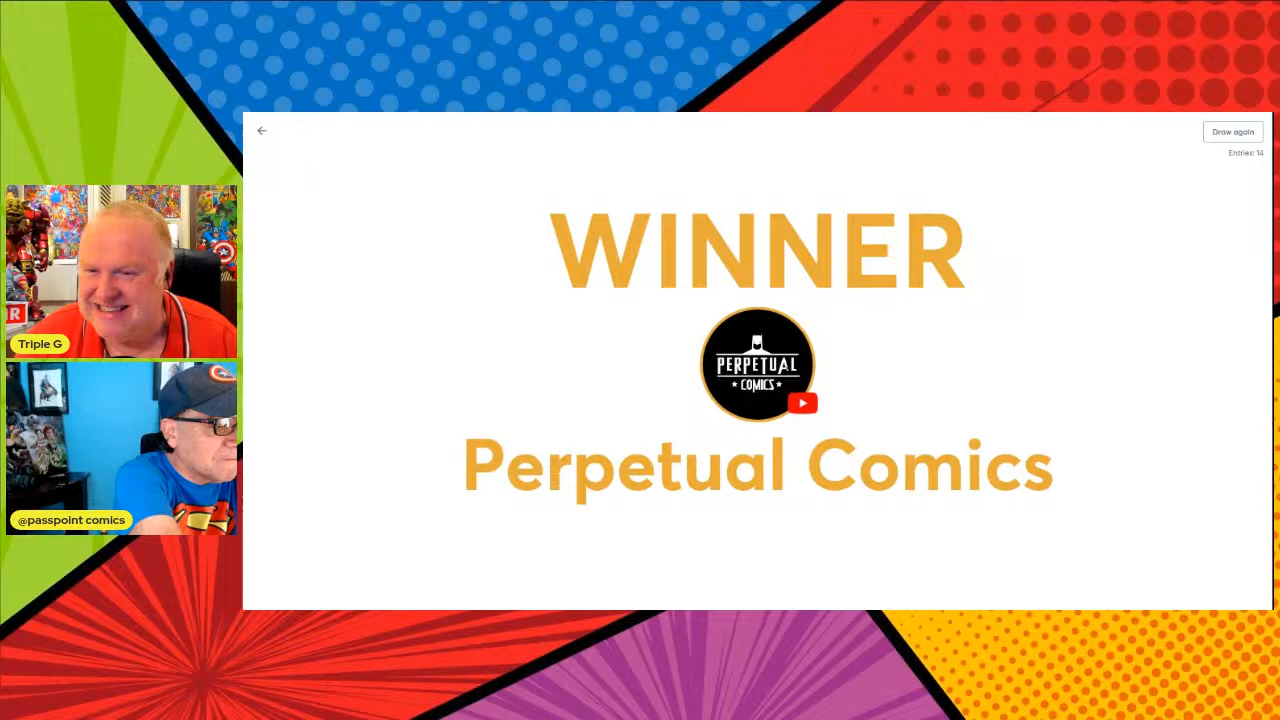 Draw again
Entries: 14
WINNER
PERPETUAL
COMICS
Perpetual Comics
R
Triple G
@passpoint comics